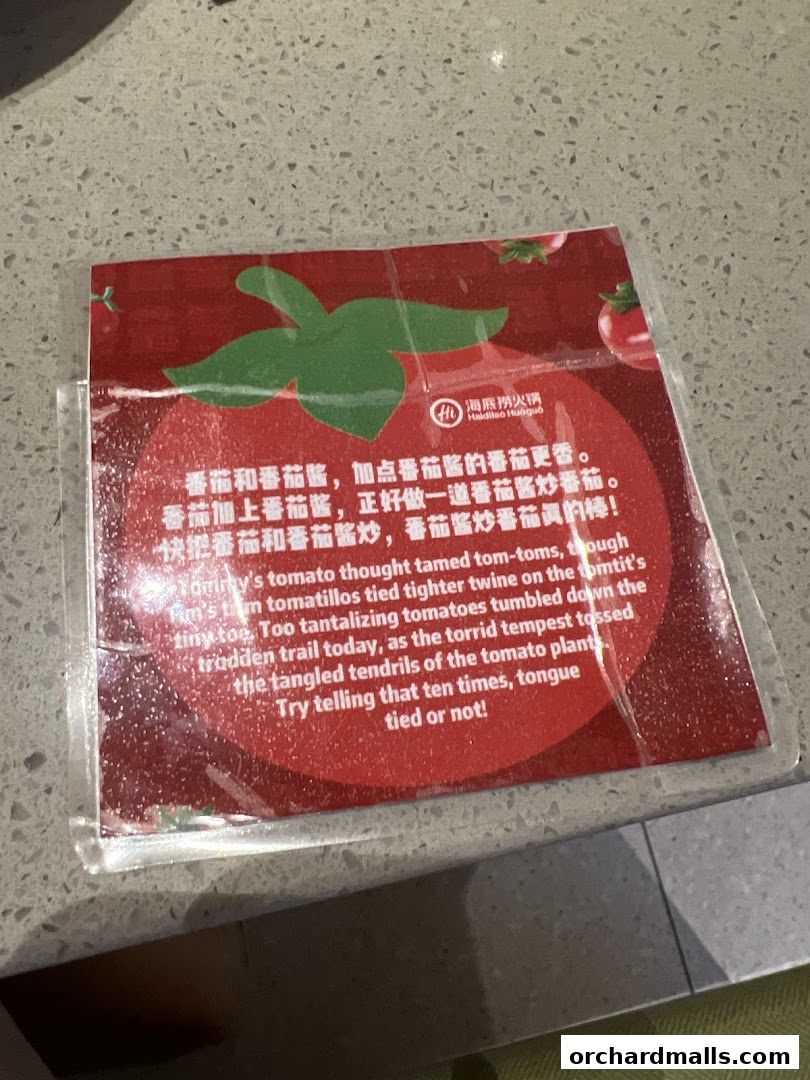 海底捞火锅
Haidilao Huoguo
番茄和番茄酱，加点番茄酱的番茄更香。
番茄加上番茄酱，正好做一道番茄酱炒番茄。
快把番茄和番茄酱炒，番茄酱炒番茄真的棒！
tomato thought tamed tom-toms, though
tomatillos tied tighter twine on the tomtit's
tiny toe. Too tantalizing tomatoes tumbled down the
trodden trail today, as the torrid tempest tossed
the tangled tendrils of the tomato plants.
Try telling that ten times, tongue
tied or not!
orchardmalls.com